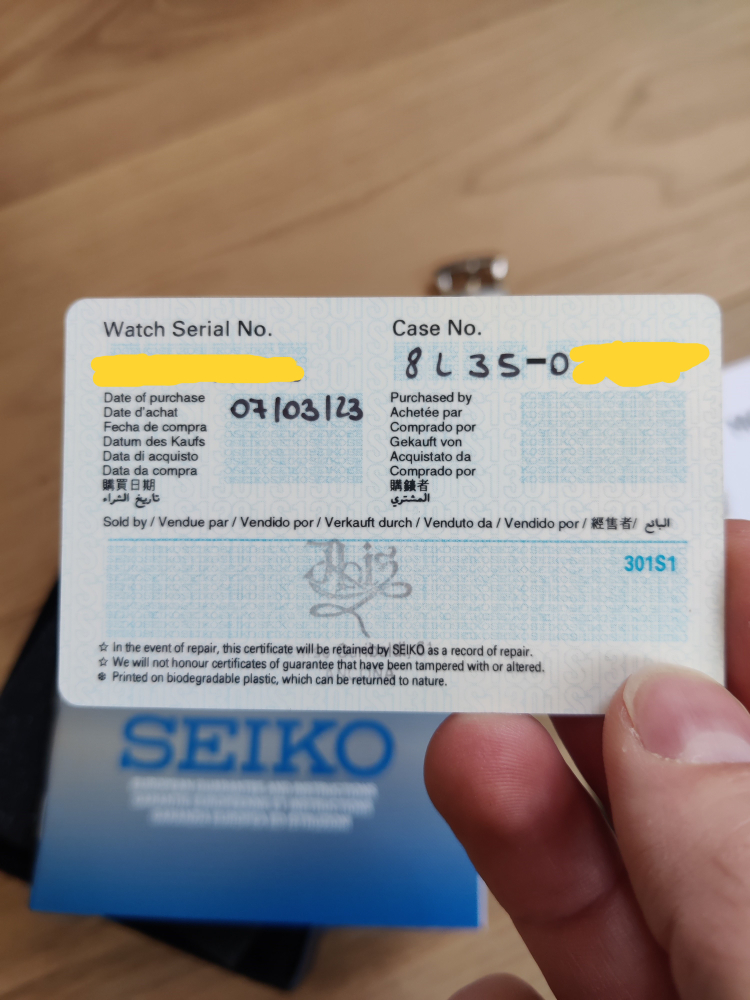 Watch Serial No.
Case No.
8L35-0
Date of purchase
Date d'achat
Fecha de compra
Datum des Kaufs
Data di acquisto
Data da compra
購買日期
تاريخ الشراء
07/03/23
Purchased by
Achetée par
Comprado por
Gekauft von
Acquistato da
Comprado por
購錶者
المشتري
Sold by / Vendue par / Vendido por / Verkauft durch / Venduto da / Vendido por / 經售者/ البائع
301S1
☆ In the event of repair, this certificate will be retained by SEIKO as a record of repair.
☆ We will not honour certificates of guarantee that have been tampered with or altered.
❄ Printed on biodegradable plastic, which can be returned to nature.
SEIKO